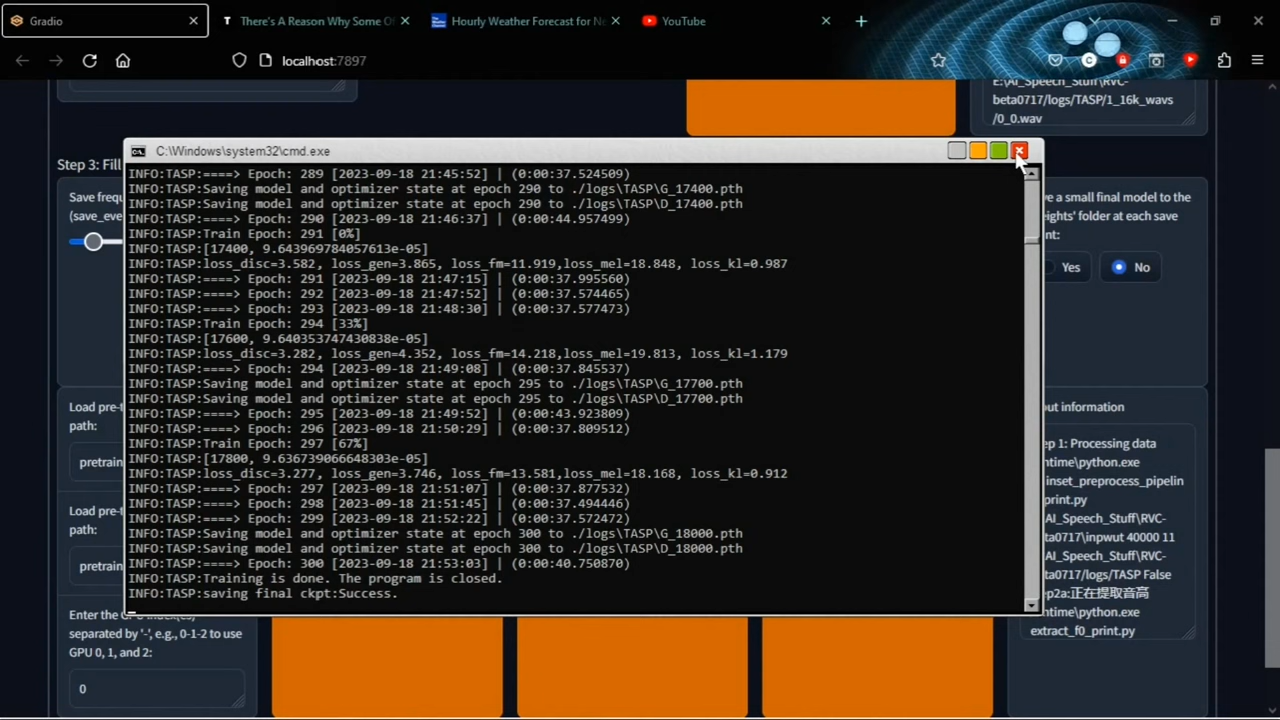 Gradio
There's A Reason Why Some O
Hourly Weather Forecast for Ne
YouTube
localhost:7897
E:\AI_Speech_Stuff\RVC-
beta0717/logs/TASP/1_16k_wavs
/0_0.wav
C:\Windows\system32\cmd.exe
Step 3: Fill
Save frequ
(save_eve
INFO:TASP:====> Epoch: 289 [2023-09-18 21:45:52] | (0:00:37.524509)
INFO:TASP:Saving model and optimizer state at epoch 290 to ./logs\TASP\G_17400.pth
INFO:TASP:Saving model and optimizer state at epoch 290 to ./logs\TASP\D_17400.pth
INFO:TASP:====> Epoch: 290 [2023-09-18 21:46:37] | (0:00:44.957499)
INFO:TASP:Train Epoch: 291 [0%]
INFO:TASP:[17400, 9.643969784057613e-05]
INFO:TASP:loss_disc=3.582, loss_gen=3.865, loss_fm=11.919,loss_mel=18.848, loss_kl=0.987
INFO:TASP:====> Epoch: 291 [2023-09-18 21:47:15] | (0:00:37.995560)
INFO:TASP:====> Epoch: 292 [2023-09-18 21:47:52] | (0:00:37.574465)
INFO:TASP:====> Epoch: 293 [2023-09-18 21:48:30] | (0:00:37.577473)
INFO:TASP:Train Epoch: 294 [33%]
INFO:TASP:[17600, 9.640353747430838e-05]
INFO:TASP:loss_disc=3.282, loss_gen=4.352, loss_fm=14.218,loss_mel=19.813, loss_kl=1.179
INFO:TASP:====> Epoch: 294 [2023-09-18 21:49:08] | (0:00:37.845537)
INFO:TASP:Saving model and optimizer state at epoch 295 to ./logs\TASP\G_17700.pth
INFO:TASP:Saving model and optimizer state at epoch 295 to ./logs\TASP\D_17700.pth
INFO:TASP:====> Epoch: 295 [2023-09-18 21:49:52] | (0:00:43.923809)
INFO:TASP:====> Epoch: 296 [2023-09-18 21:50:29] | (0:00:37.809512)
INFO:TASP:Train Epoch: 297 [67%]
INFO:TASP:[17800, 9.636739066648303e-05]
INFO:TASP:loss_disc=3.277, loss_gen=3.746, loss_fm=13.581,loss_mel=18.168, loss_kl=0.912
INFO:TASP:====> Epoch: 297 [2023-09-18 21:51:07] | (0:00:37.877532)
INFO:TASP:====> Epoch: 298 [2023-09-18 21:51:45] | (0:00:37.494446)
INFO:TASP:====> Epoch: 299 [2023-09-18 21:52:22] | (0:00:37.572472)
INFO:TASP:Saving model and optimizer state at epoch 300 to ./logs\TASP\G_18000.pth
INFO:TASP:Saving model and optimizer state at epoch 300 to ./logs\TASP\D_18000.pth
INFO:TASP:====> Epoch: 300 [2023-09-18 21:53:03] | (0:00:40.750870)
INFO:TASP:Training is done. The program is closed.
INFO:TASP:saving final ckpt:Success.
e a small final model to the
ights' folder at each save
nt:
Yes
No
Load pre-t
path:
pretrain
Load pre-t
path:
pretrain
Enter the GPU index(es)
separated by '-', e.g., 0-1-2 to use
GPU 0, 1, and 2:
0
out information
ep 1: Processing data
ntime\python.exe
inset_preprocess_pipelin
print.py
AI_Speech_Stuff\RVC-
ta0717\inpwut 40000 11
AI_Speech_Stuff\RVC-
ta0717/logs/TASP False
ep2a:正在提取音高
ntime\python.exe
extract_f0_print.py